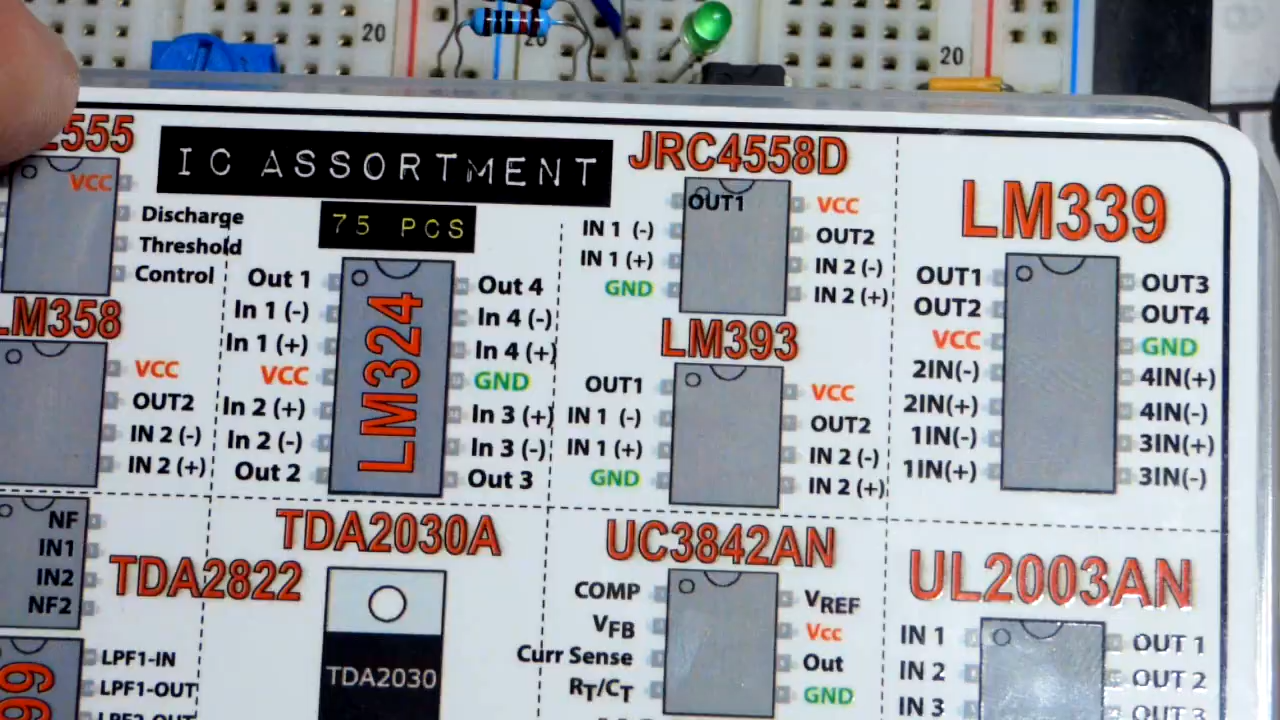 20
20
20
555
VCC
Discharge
Threshold
Control
IC ASSORTMENT
75 PCS
Out 1
In 1 (-)
In 1 (+)
VCC
In 2 (+)
In 2 (-)
Out 2
LM324
Out 4
In 4 (-)
In 4 (+)
GND
In 3 (+)
In 3 (-)
Out 3
JRC4558D
OUT1
IN 1 (-)
IN 1 (+)
GND
VCC
OUT2
IN 2 (-)
IN 2 (+)
LM339
OUT1
OUT2
VCC
2IN(-)
2IN(+)
1IN(-)
1IN(+)
OUT3
OUT4
GND
4IN(+)
4IN(-)
3IN(+)
3IN(-)
LM358
VCC
OUT2
IN 2 (-)
IN 2 (+)
LM393
OUT1
IN 1 (-)
IN 1 (+)
GND
VCC
OUT2
IN 2 (-)
IN 2 (+)
NF
IN1
IN2
NF2
TDA2822
TDA2030A
TDA2030
UC3842AN
COMP
VFB
Curr Sense
RT/CT
VREF
Vcc
Out
GND
UL2003AN
IN 1
IN 2
IN 3
OUT 1
OUT 2
OUT 3
LPF1-IN
LPF1-OUT
LPF2-OUT